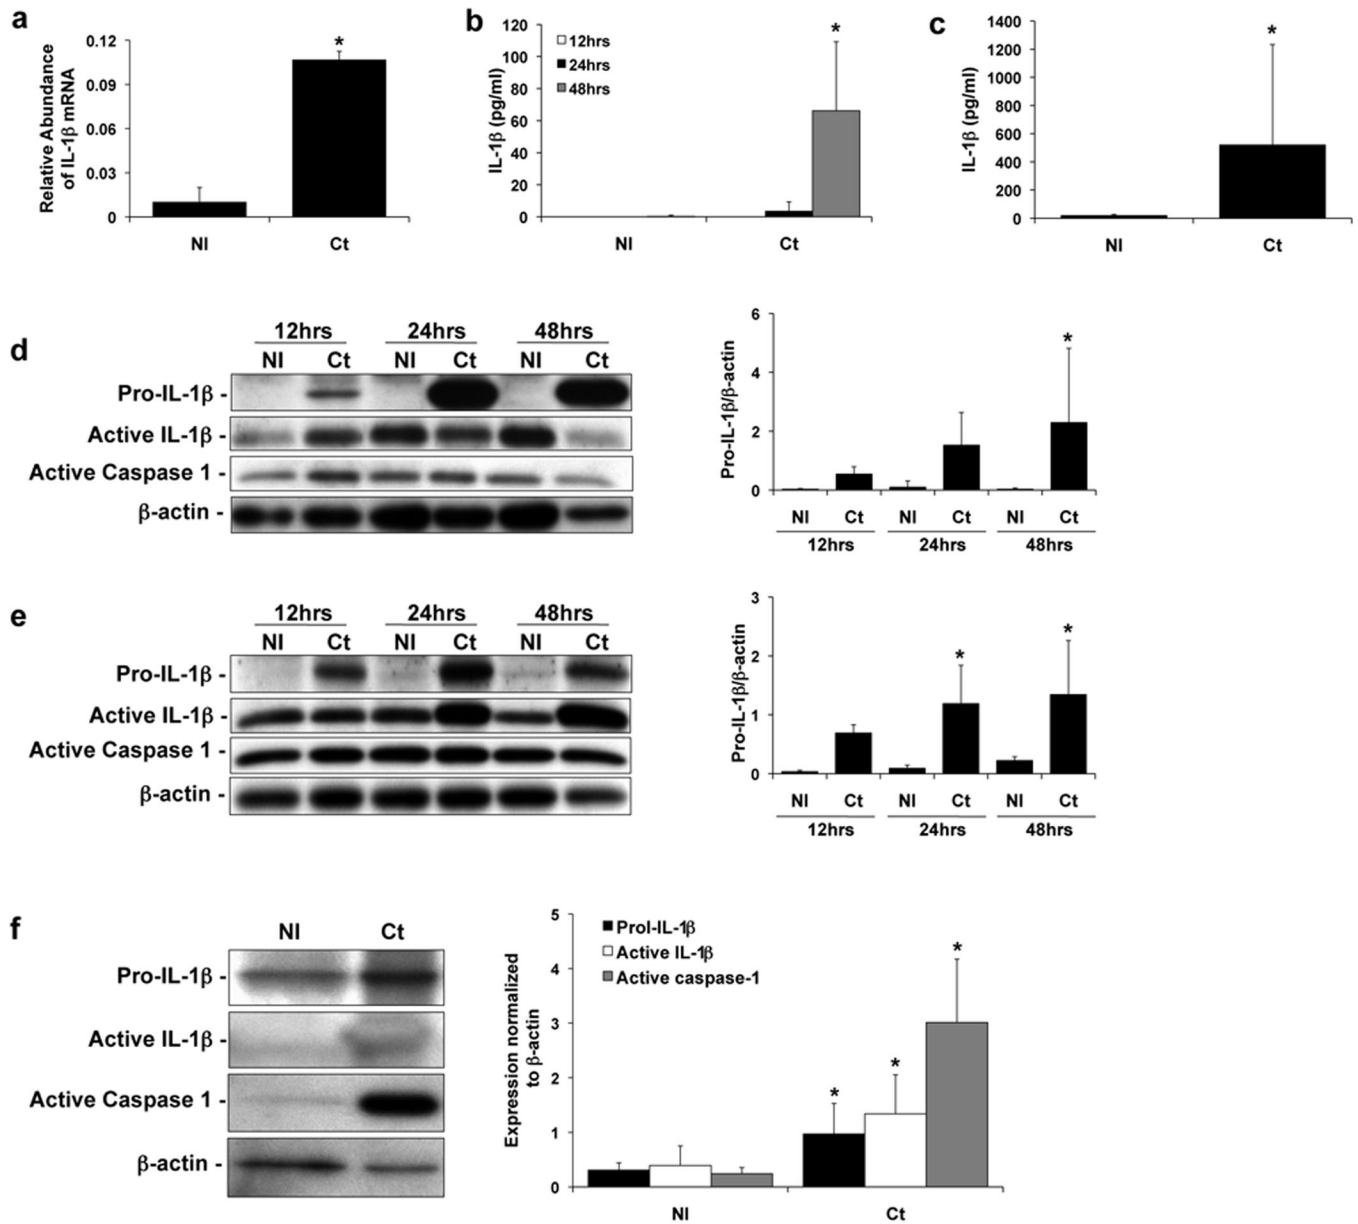 a
Relative Abundance
of IL-1β mRNA
0.12
0.09
0.06
0.03
0
*
NI Ct
b
IL-1β (pg/ml)
120
100
80
60
40
20
0
12hrs
24hrs
48hrs
*
NI Ct
c
IL-1β (pg/ml)
1400
1200
1000
800
600
400
200
0
*
NI Ct
d
12hrs 24hrs 48hrs
NI Ct NI Ct NI Ct
Pro-IL-1β -
Active IL-1β -
Active Caspase 1 -
β-actin -
Pro-IL-1β/β-actin
6
4
2
0
*
NI Ct NI Ct NI Ct
12hrs 24hrs 48hrs
e
12hrs 24hrs 48hrs
NI Ct NI Ct NI Ct
Pro-IL-1β -
Active IL-1β -
Active Caspase 1 -
β-actin -
Pro-IL-1β/β-actin
3
2
1
0
* *
NI Ct NI Ct NI Ct
12hrs 24hrs 48hrs
f
NI Ct
Pro-IL-1β -
Active IL-1β -
Active Caspase 1 -
β-actin -
Expression normalized
to β-actin
5
4
3
2
1
0
Prol-IL-1β
Active IL-1β
Active caspase-1
* * *
NI Ct